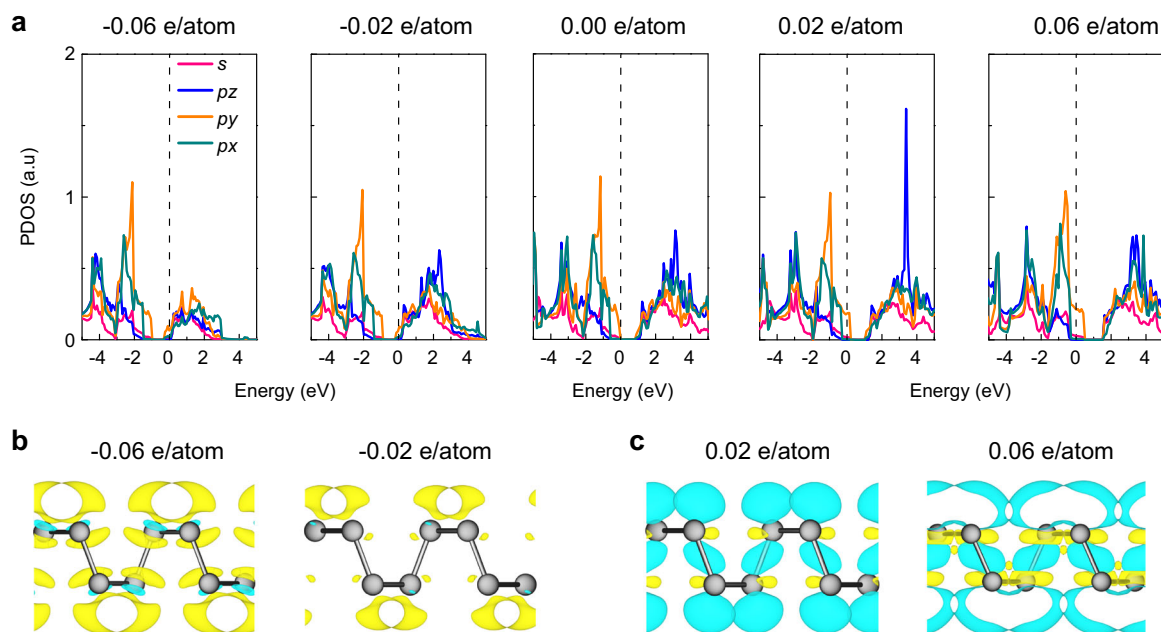 a
-0.06 e/atom -0.02 e/atom 0.00 e/atom 0.02 e/atom 0.06 e/atom
2
s
pz
py
px
1
0
PDOS (a.u)
-4 -2 0 2 4 -4 -2 0 2 4 -4 -2 0 2 4 -4 -2 0 2 4 -4 -2 0 2 4
Energy (eV) Energy (eV) Energy (eV)
b c
-0.06 e/atom -0.02 e/atom 0.02 e/atom 0.06 e/atom